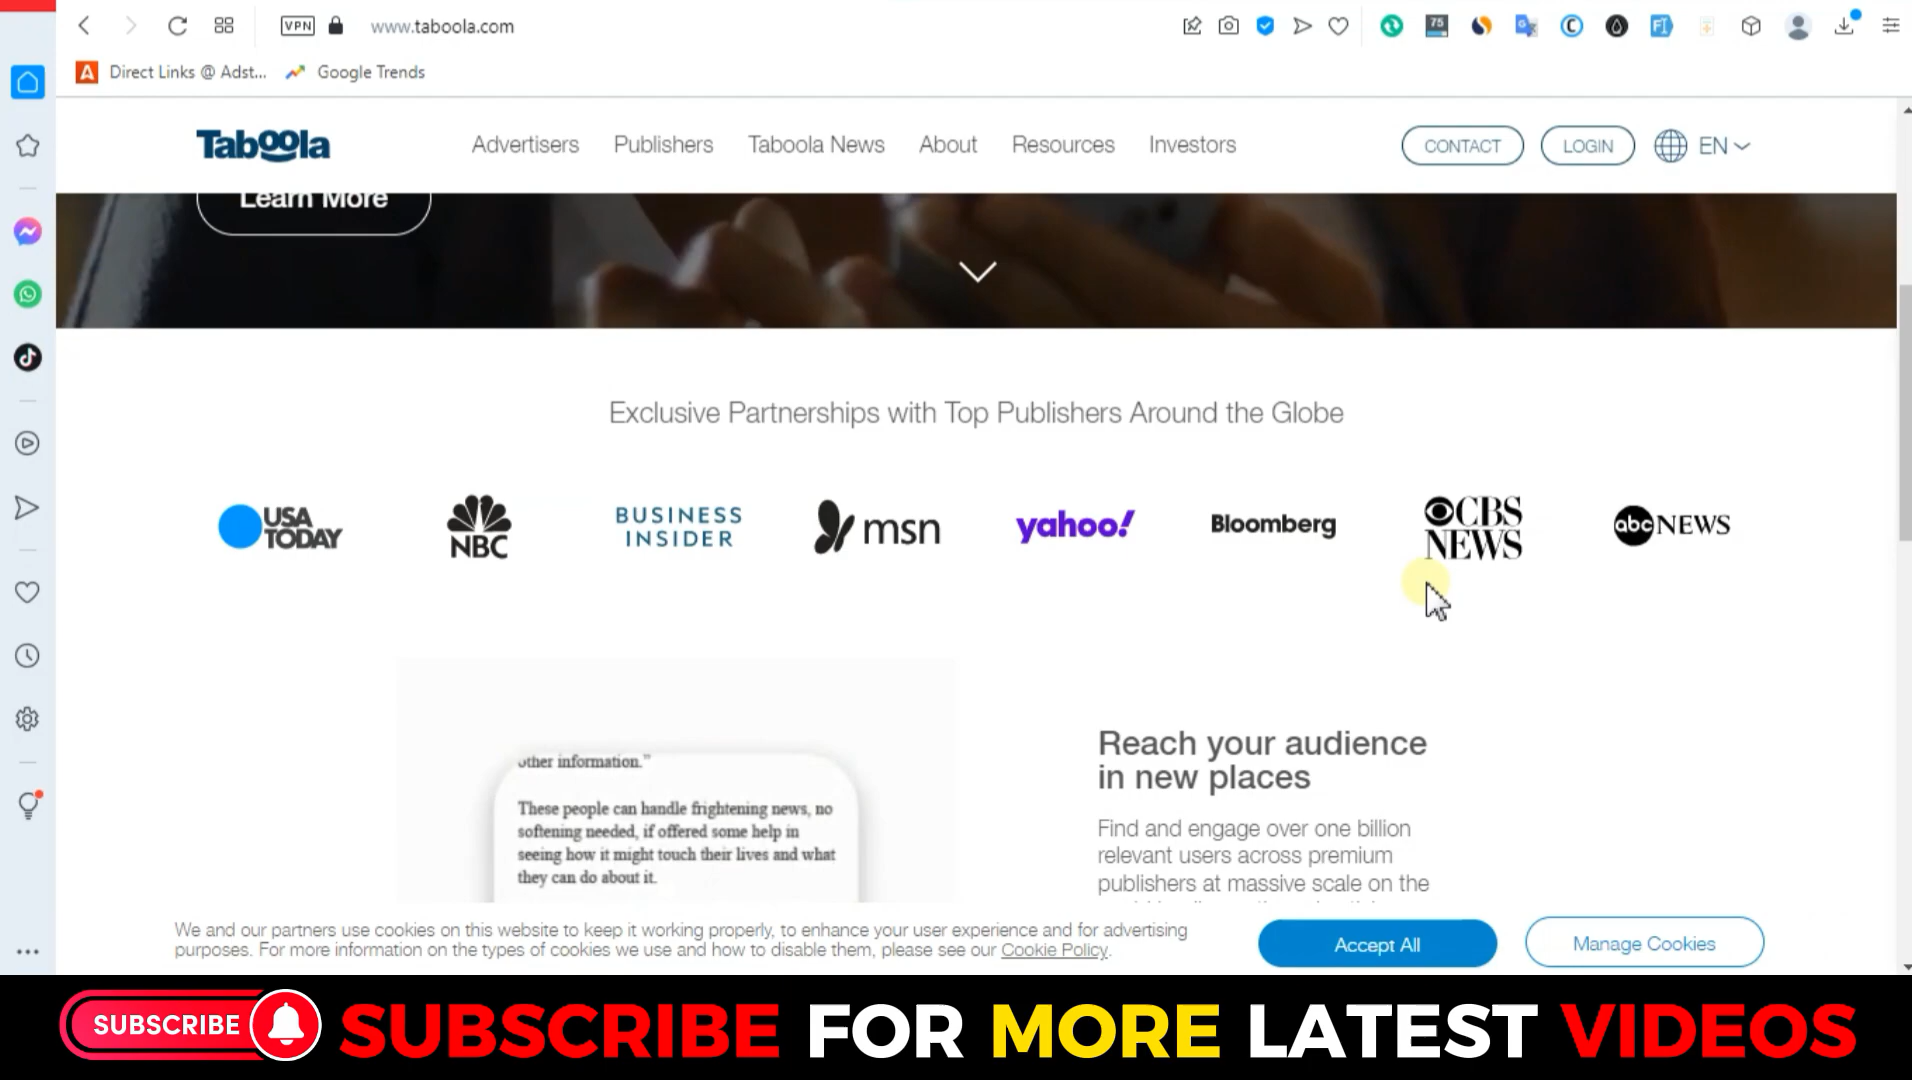 VPN www.taboola.com 75
Direct Links @ Adst... Google Trends
Taboola Advertisers Publishers Taboola News About Resources Investors CONTACT LOGIN EN
Learn More
Exclusive Partnerships with Top Publishers Around the Globe
USA TODAY
NBC
BUSINESS INSIDER
msn
yahoo!
Bloomberg
CBS NEWS
abc NEWS
other information.”
These people can handle frightening news, no
softening needed, if offered some help in
seeing how it might touch their lives and what
they can do about it.
Reach your audience
in new places
Find and engage over one billion
relevant users across premium
publishers at massive scale on the
We and our partners use cookies on this website to keep it working properly, to enhance your user experience and for advertising
purposes. For more information on the types of cookies we use and how to disable them, please see our Cookie Policy.
Accept All
Manage Cookies
SUBSCRIBE SUBSCRIBE FOR MORE LATEST VIDEOS